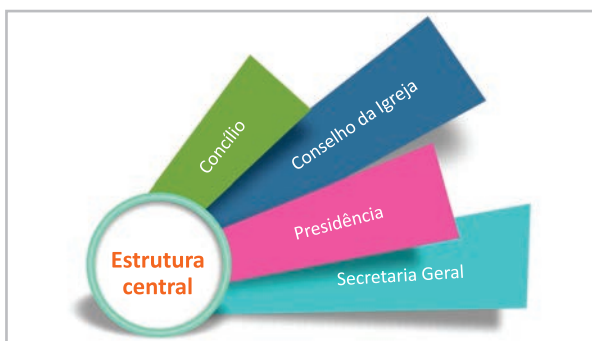 Concílio
Conselho da Igreja
Presidência
Secretaria Geral
Estrutura
central